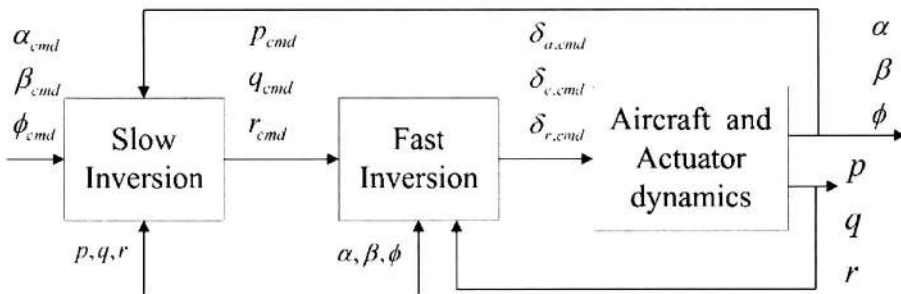 α_cmd
β_cmd
ϕ_cmd
Slow
Inversion
p, q, r
p_cmd
q_cmd
r_cmd
Fast
Inversion
α, β, ϕ
δ_a.cmd
δ_e.cmd
δ_r.cmd
Aircraft and
Actuator
dynamics
α
β
ϕ
p
q
r